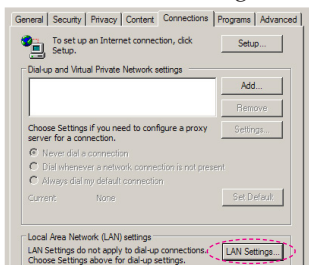 General Security Privacy Content Connections Programs Advanced
To set up an Internet connection, click Setup...
Setup.
Dial-up and Virtual Private Network settings
Add...
Remove
Choose Settings if you need to configure a proxy Settings...
server for a connection.
Never dial a connection
Dial whenever a network connection is not present
Always dial my default connection
Current None Set Default
Local Area Network (LAN) settings
LAN Settings do not apply to dial-up connections. LAN Settings...
Choose Settings above for dial-up settings.